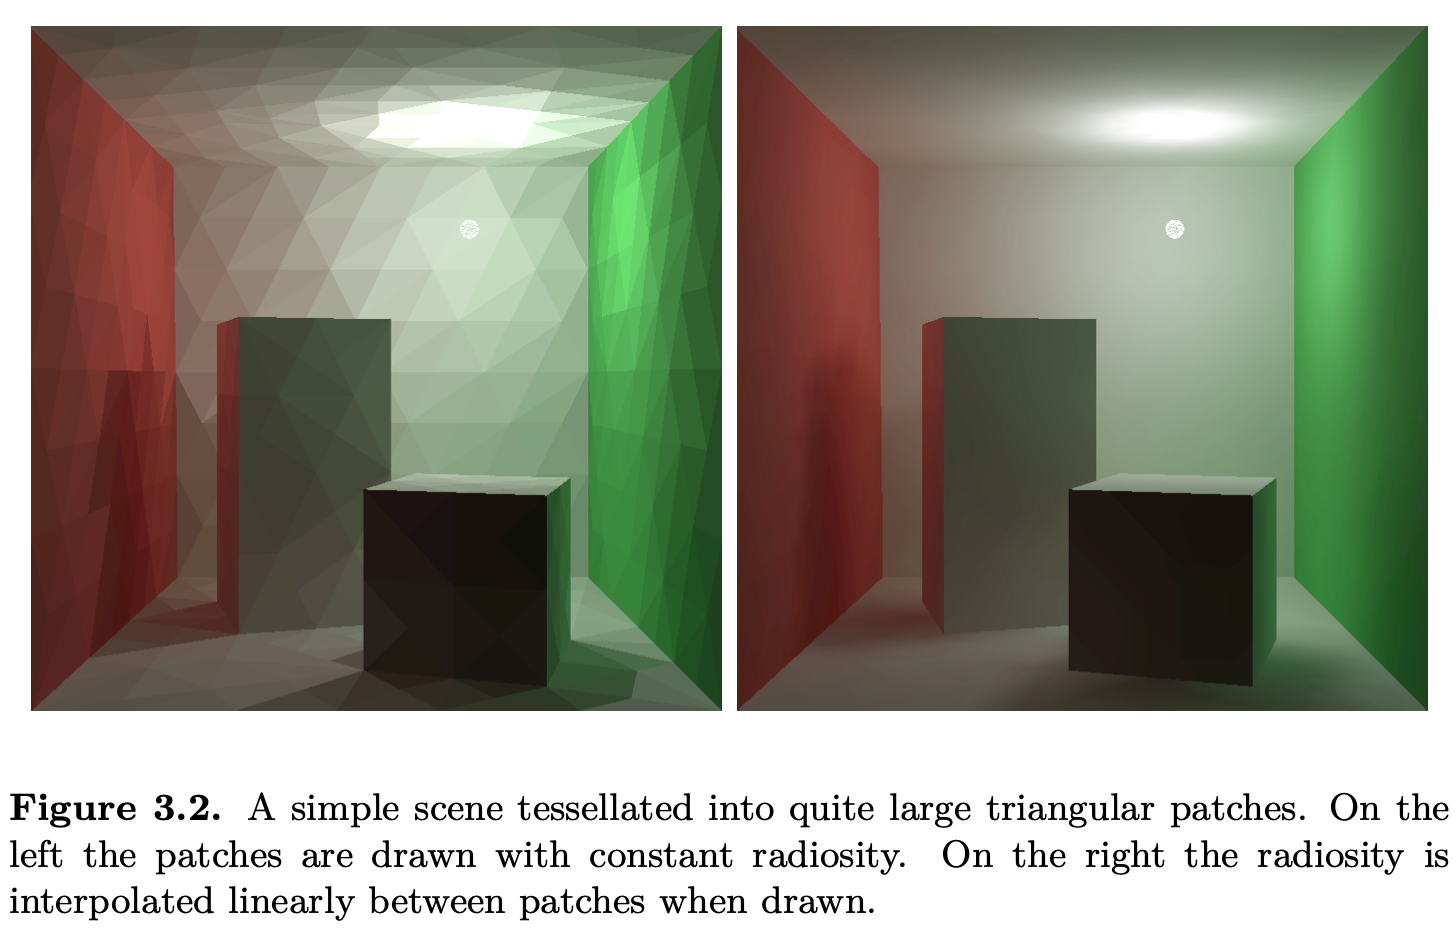 Figure 3.2. A simple scene tessellated into quite large triangular patches. On the
left the patches are drawn with constant radiosity. On the right the radiosity is
interpolated linearly between patches when drawn.